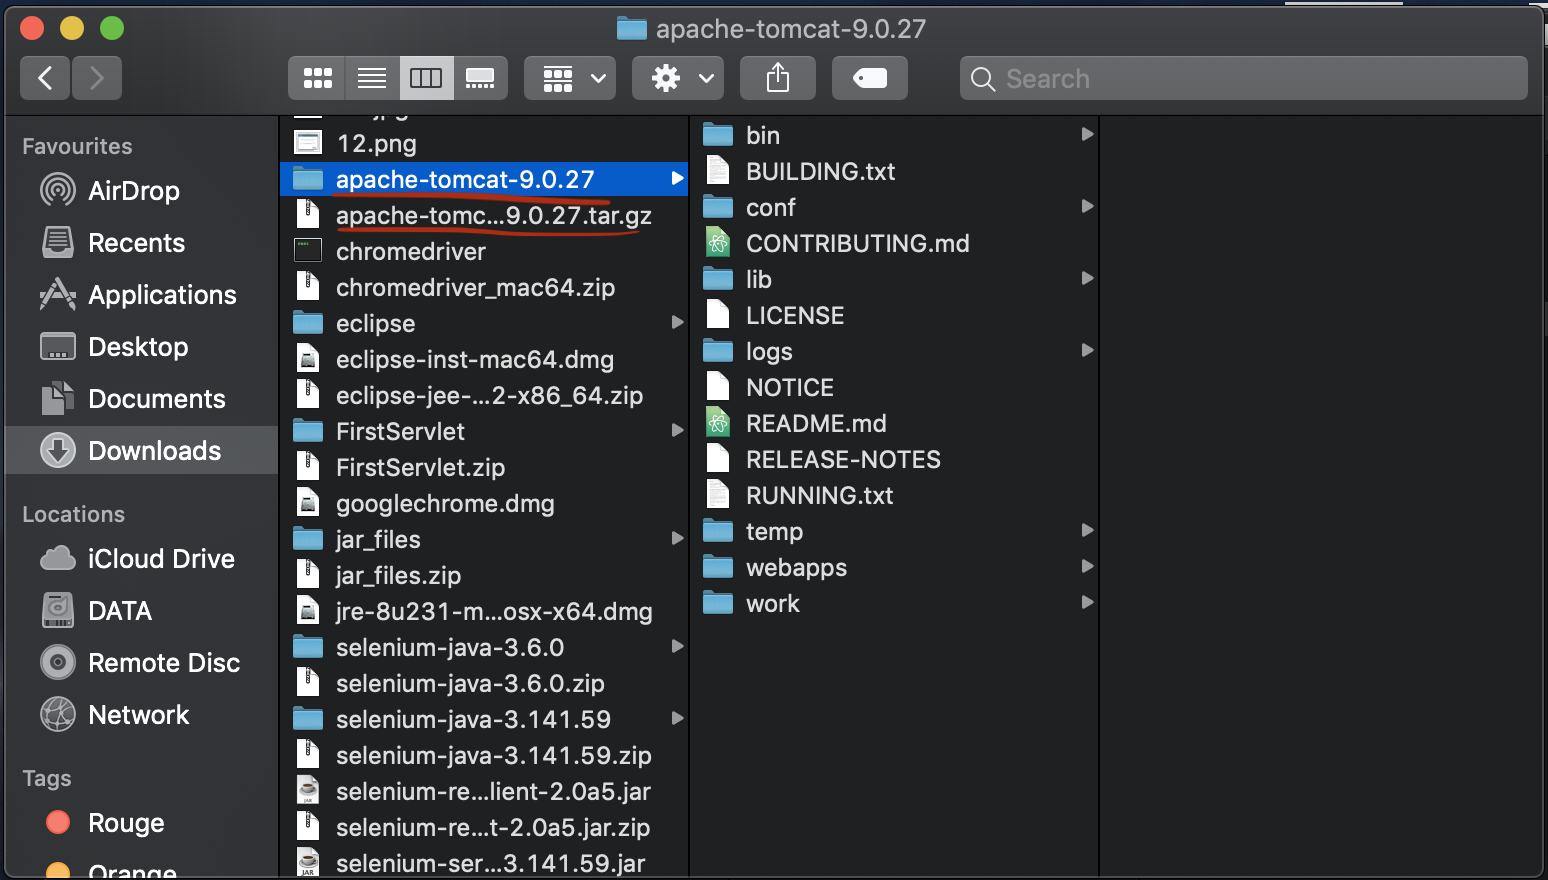 apache-tomcat-9.0.27
Search
Favourites
AirDrop
Recents
Applications
Desktop
Documents
Downloads
Locations
iCloud Drive
DATA
Remote Disc
Network
Tags
Rouge
Orange
12.png
apache-tomcat-9.0.27
apache-tomc...9.0.27.tar.gz
chromedriver
chromedriver_mac64.zip
eclipse
eclipse-inst-mac64.dmg
eclipse-jee-...2-x86_64.zip
FirstServlet
FirstServlet.zip
googlechrome.dmg
jar_files
jar_files.zip
jre-8u231-m...osx-x64.dmg
selenium-java-3.6.0
selenium-java-3.6.0.zip
selenium-java-3.141.59
selenium-java-3.141.59.zip
selenium-re...lient-2.0a5.jar
selenium-re...t-2.0a5.jar.zip
selenium-ser...3.141.59.jar
bin
BUILDING.txt
conf
CONTRIBUTING.md
lib
LICENSE
logs
NOTICE
README.md
RELEASE-NOTES
RUNNING.txt
temp
webapps
work